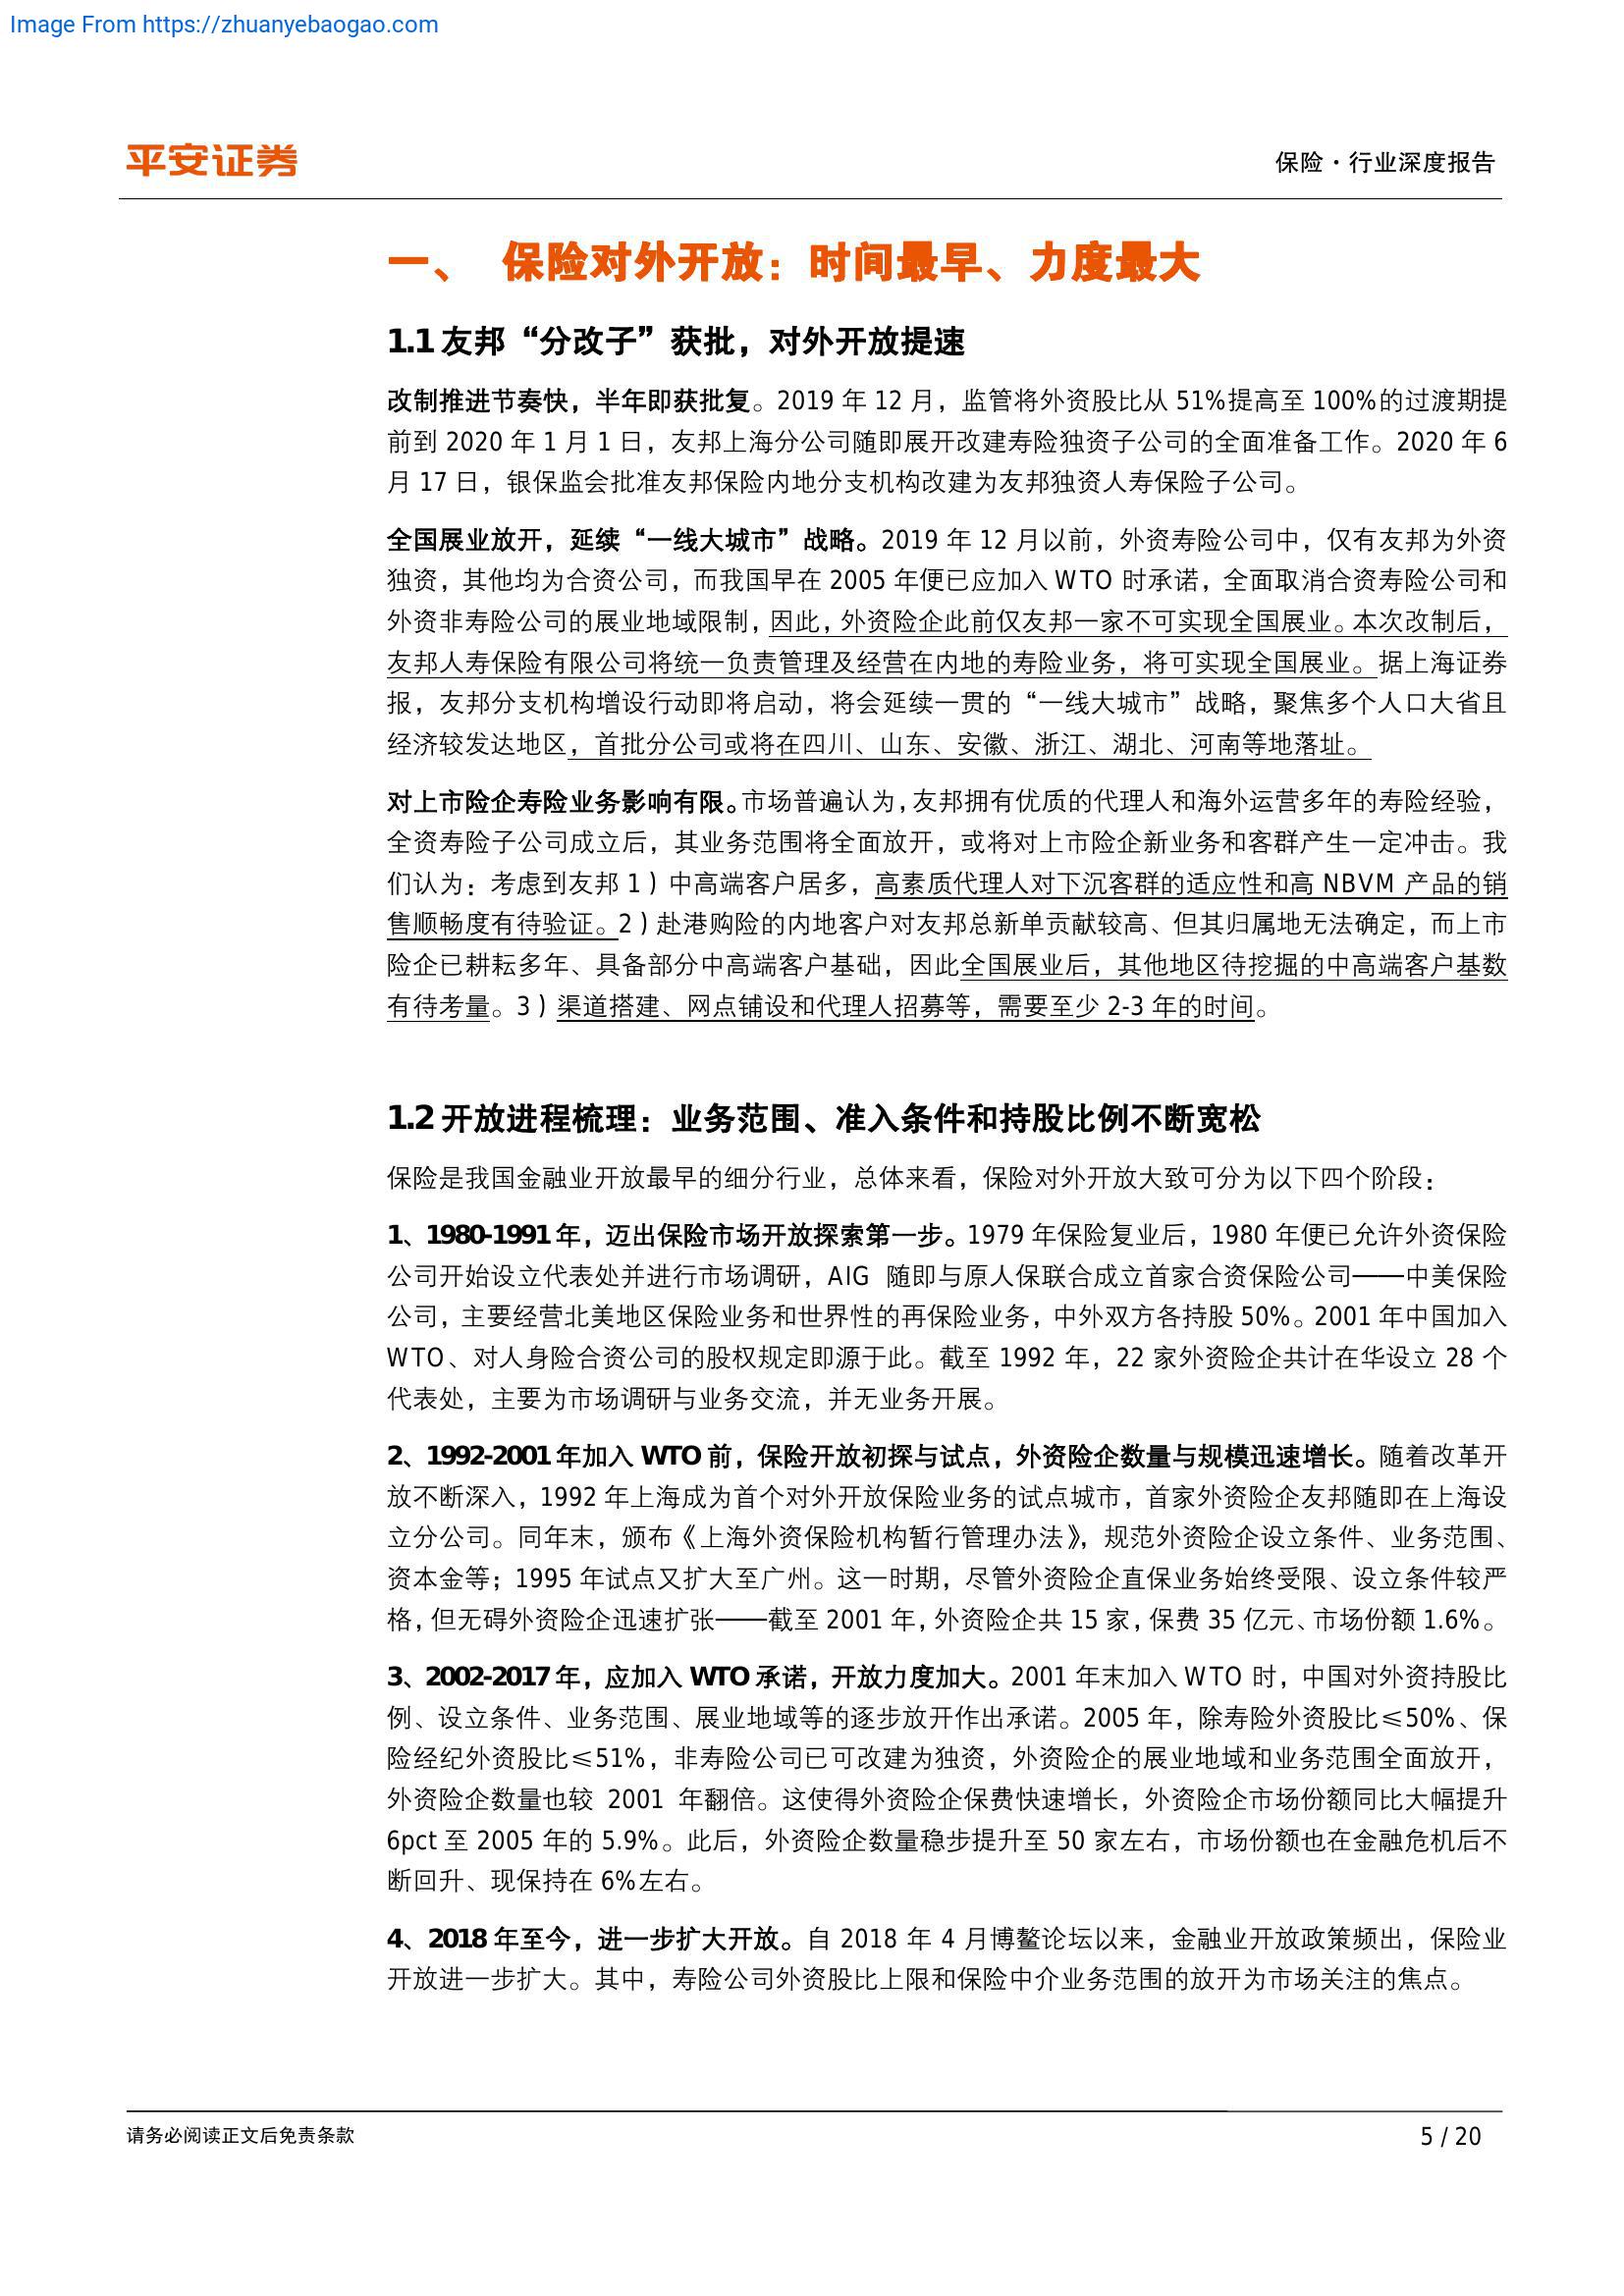 Image From https://zhuanyebaogao.com
平安证券
保险·行业深度报告
一、 保险对外开放：时间最早、力度最大
1.1 友邦“分改子”获批，对外开放提速
改制推进节奏快，半年即获批复。2019 年 12 月，监管将外资股比从 51%提高至 100%的过渡期提
前到 2020 年 1 月 1 日，友邦上海分公司随即展开改建寿险独资子公司的全面准备工作。2020 年 6
月 17 日，银保监会批准友邦保险内地分支机构改建为友邦独资人寿保险子公司。
全国展业放开，延续“一线大城市”战略。2019 年 12 月以前，外资寿险公司中，仅有友邦为外资
独资，其他均为合资公司，而我国早在 2005 年便已应加入 WTO 时承诺，全面取消合资寿险公司和
外资非寿险公司的展业地域限制，因此，外资险企此前仅友邦一家不可实现全国展业。本次改制后，
友邦人寿保险有限公司将统一负责管理及经营在内地的寿险业务，将可实现全国展业。据上海证券
报，友邦分支机构增设行动即将启动，将会延续一贯的“一线大城市”战略，聚焦多个人口大省且
经济较发达地区，首批分公司或将在四川、山东、安徽、浙江、湖北、河南等地落址。
对上市险企寿险业务影响有限。市场普遍认为，友邦拥有优质的代理人和海外运营多年的寿险经验，
全资寿险子公司成立后，其业务范围将全面放开，或将对上市险企新业务和客群产生一定冲击。我
们认为：考虑到友邦 1）中高端客户居多，高素质代理人对下沉客群的适应性和高 NBVM 产品的销
售顺畅度有待验证。2）赴港购险的内地客户对友邦总新单贡献较高、但其归属地无法确定，而上市
险企已耕耘多年、具备部分中高端客户基础，因此全国展业后，其他地区待挖掘的中高端客户基数
有待考量。3）渠道搭建、网点铺设和代理人招募等，需要至少 2-3 年的时间。
1.2 开放进程梳理：业务范围、准入条件和持股比例不断宽松
保险是我国金融业开放最早的细分行业，总体来看，保险对外开放大致可分为以下四个阶段：
1、1980-1991 年，迈出保险市场开放探索第一步。1979 年保险复业后，1980 年便已允许外资保险
公司开始设立代表处并进行市场调研，AIG 随即与原人保联合成立首家合资保险公司——中美保险
公司，主要经营北美地区保险业务和世界性的再保险业务，中外双方各持股 50%。2001 年中国加入
WTO、对人身险合资公司的股权规定即源于此。截至 1992 年，22 家外资险企共计在华设立 28 个
代表处，主要为市场调研与业务交流，并无业务开展。
2、1992-2001 年加入 WTO 前，保险开放初探与试点，外资险企数量与规模迅速增长。随着改革开
放不断深入，1992 年上海成为首个对外开放保险业务的试点城市，首家外资险企友邦随即在上海设
立分公司。同年末，颁布《上海外资保险机构暂行管理办法》，规范外资险企设立条件、业务范围、
资本金等；1995 年试点又扩大至广州。这一时期，尽管外资险企直保业务始终受限、设立条件较严
格，但无碍外资险企迅速扩张——截至 2001 年，外资险企共 15 家，保费 35 亿元、市场份额 1.6%。
3、2002-2017 年，应加入 WTO 承诺，开放力度加大。2001 年末加入 WTO 时，中国对外资持股比
例、设立条件、业务范围、展业地域等的逐步放开作出承诺。2005 年，除寿险外资股比≤50%、保
险经纪外资股比≤51%，非寿险公司已可改建为独资，外资险企的展业地域和业务范围全面放开，
外资险企数量也较 2001 年翻倍。这使得外资险企保费快速增长，外资险企市场份额同比大幅提升
6pct 至 2005 年的 5.9%。此后，外资险企数量稳步提升至 50 家左右，市场份额也在金融危机后不
断回升、现保持在 6%左右。
4、2018 年至今，进一步扩大开放。自 2018 年 4 月博鳌论坛以来，金融业开放政策频出，保险业
开放进一步扩大。其中，寿险公司外资股比上限和保险中介业务范围的放开为市场关注的焦点。
请务必阅读正文后免责条款
5 / 20